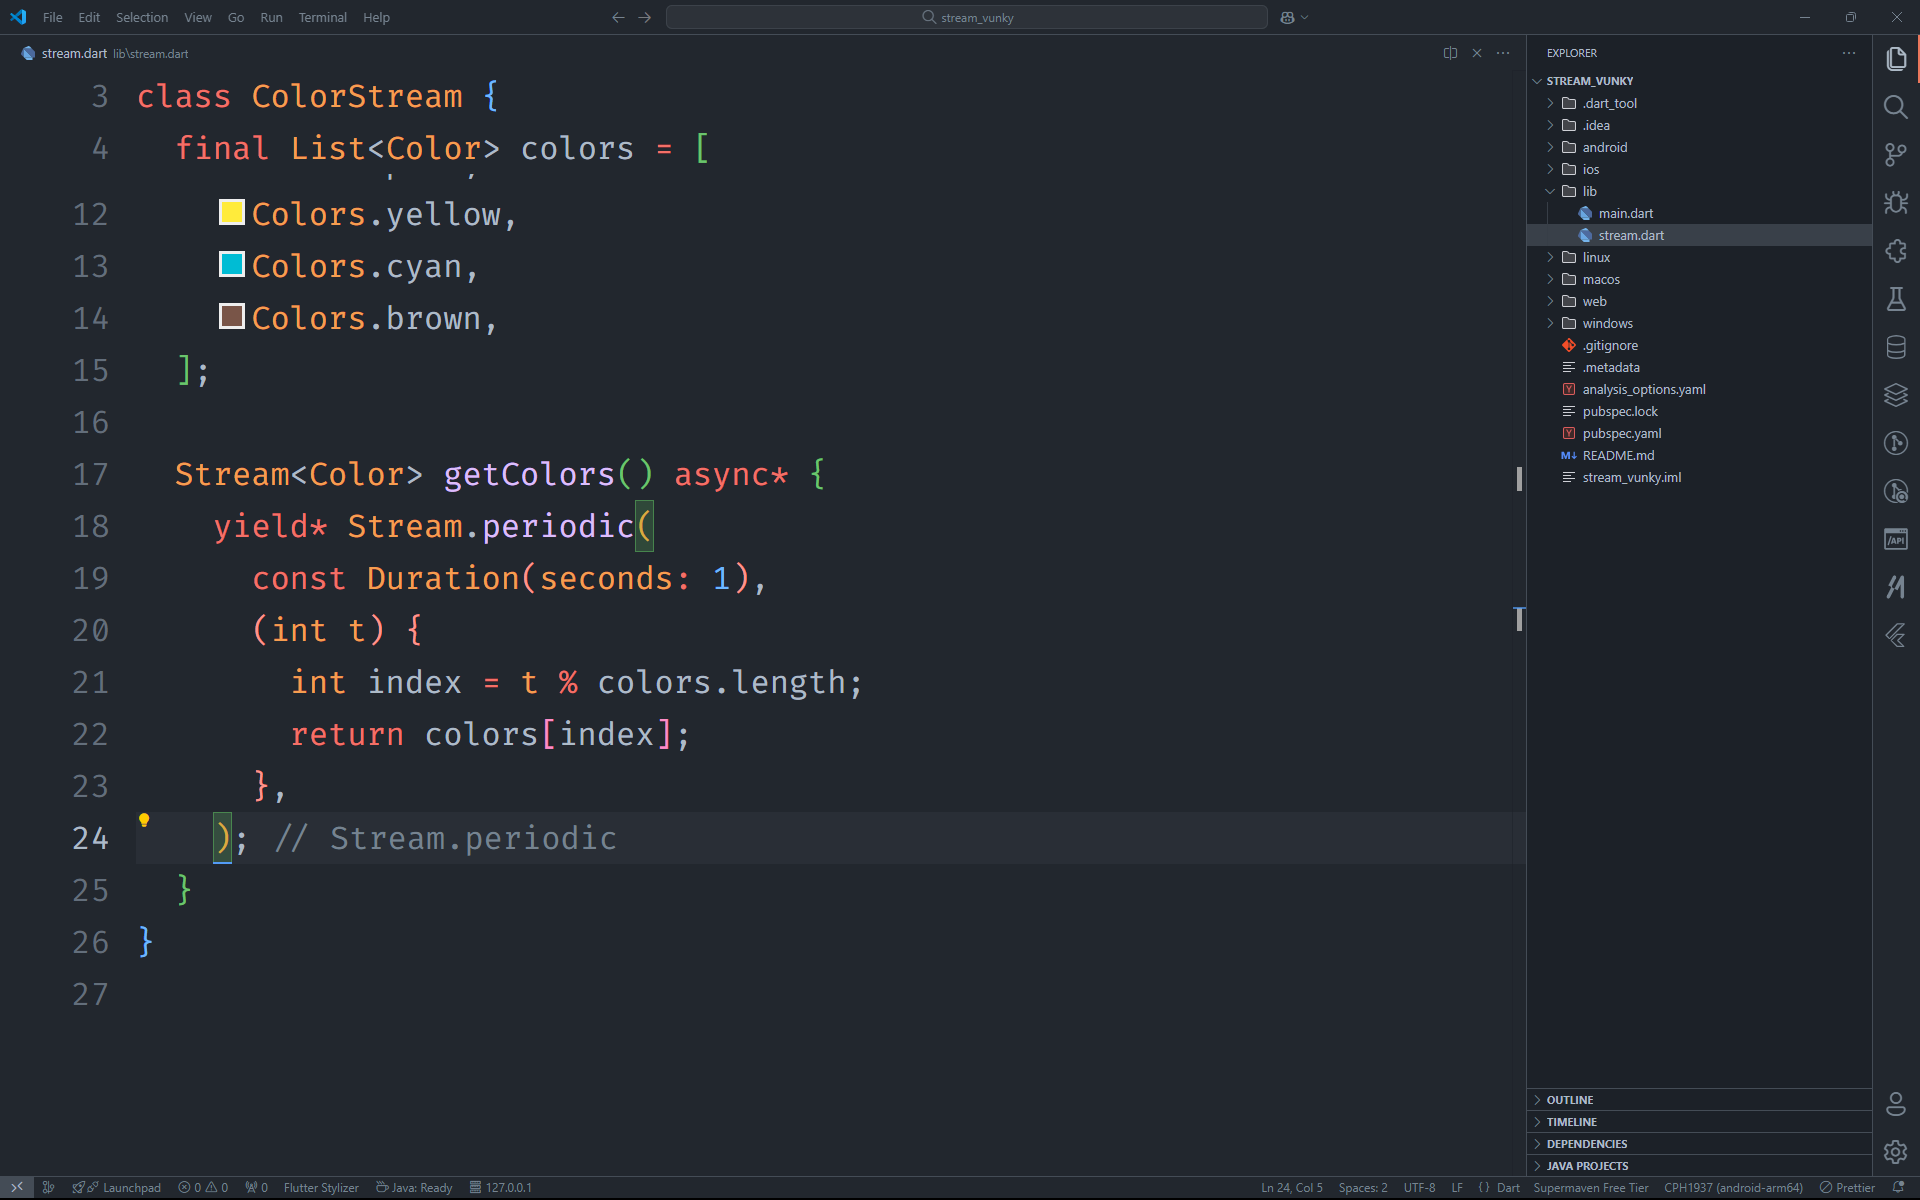 File Edit Selection View Go Run Terminal Help
stream_vunky
stream.dart lib\stream.dart
3 class ColorStream {
4 final List<Color> colors = [
12 Colors.yellow,
13 Colors.cyan,
14 Colors.brown,
15 ];
16
17 Stream<Color> getColors() async* {
18 yield* Stream.periodic(
19 const Duration(seconds: 1),
20 (int t) {
21 int index = t % colors.length;
22 return colors[index];
23 },
24 ); // Stream.periodic
25 }
26 }
27
EXPLORER
STREAM_VUNKY
.dart_tool
.idea
android
ios
lib
main.dart
stream.dart
linux
macos
web
windows
.gitignore
.metadata
analysis_options.yaml
pubspec.lock
pubspec.yaml
README.md
stream_vunky.iml
OUTLINE
TIMELINE
DEPENDENCIES
JAVA PROJECTS
Launchpad 0 0 0 Flutter Stylizer Java: Ready 127.0.0.1
Ln 24, Col 5 Spaces: 2 UTF-8 LF { } Dart Supermaven Free Tier CPH1937 (android-arm64) Prettier